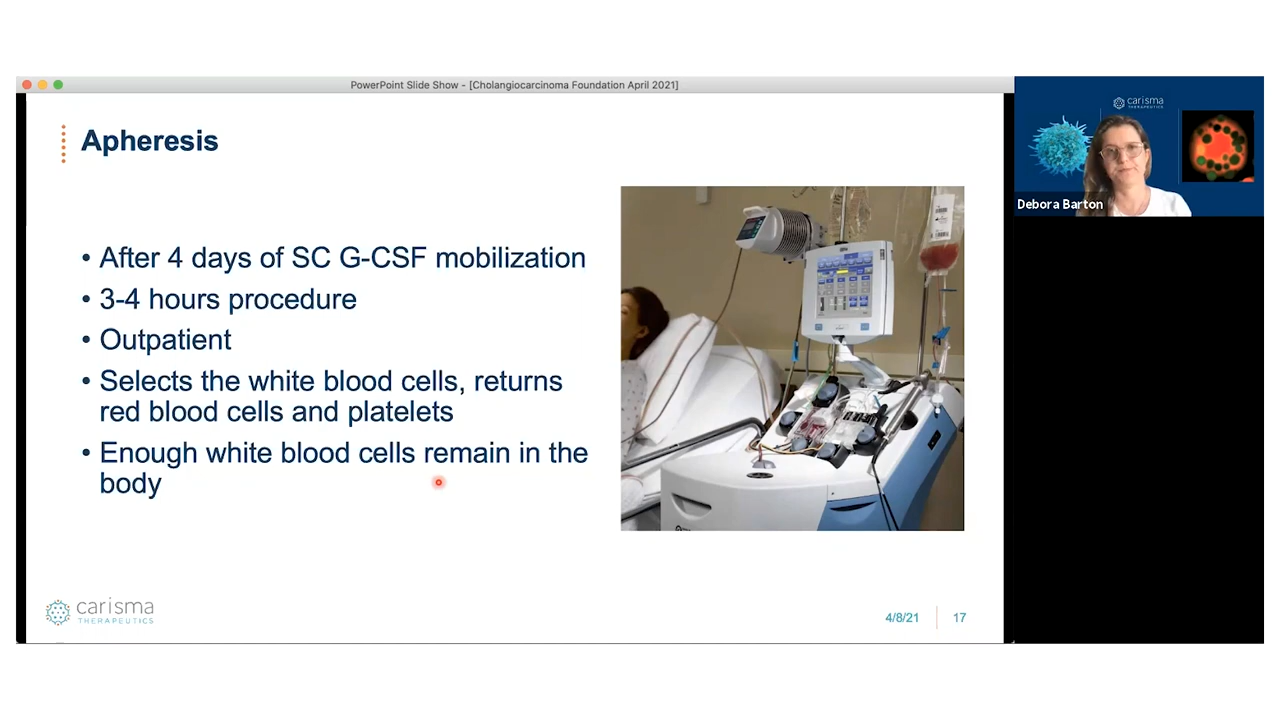 PowerPoint Slide Show - [Cholangiocarcinoma Foundation April 2021]
Apheresis
• After 4 days of SC G-CSF mobilization
• 3-4 hours procedure
• Outpatient
• Selects the white blood cells, returns
red blood cells and platelets
• Enough white blood cells remain in the
body
carisma
THERAPEUTICS
4/8/21
17
carisma
THERAPEUTICS
Debora Barton